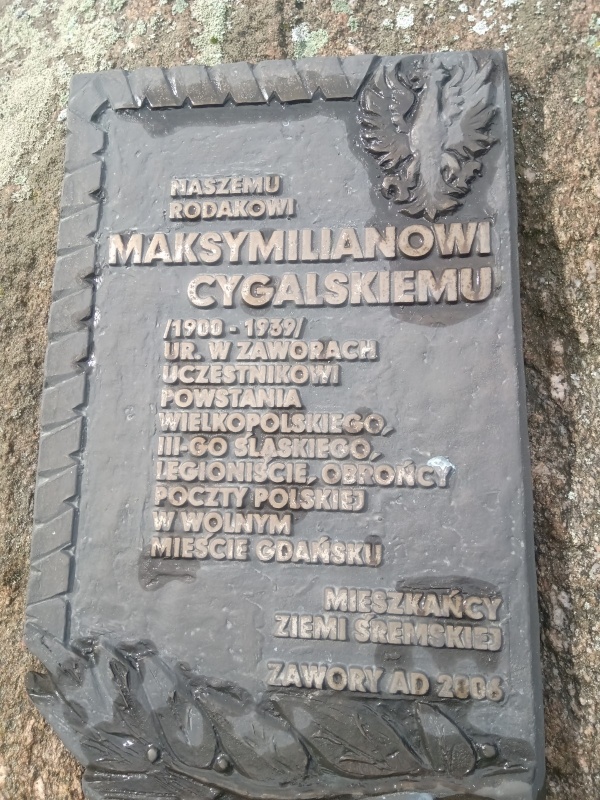 NASZEMU
RODAKOWI
MAKSYMILIANOWI
CYGALSKIEMU
/1900 - 1939/
UR. W ZAWORACH
UCZESTNIKOWI
POWSTANIA
WIELKOPOLSKIEGO,
III-GO ŚLĄSKIEGO,
LEGIONIŚCIE, OBROŃCY
POCZTY POLSKIEJ
W WOLNYM
MIEŚCIE GDAŃSKU
MIESZKAŃCY
ZIEMI ŚREMSKIEJ
ZAWORY AD 2006